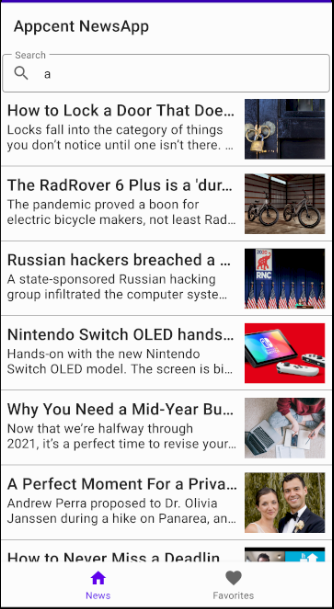 Appcent NewsApp
Search
a
How to Lock a Door That Doe...
Locks fall into the category of things
you don't notice until one isn't there. ...
The RadRover 6 Plus is a 'dur...
The pandemic proved a boon for
electric bicycle makers, not least Rad...
Russian hackers breached a ...
A state-sponsored Russian hacking
group infiltrated the computer syste...
RNC
Nintendo Switch OLED hands...
Hands-on with the new Nintendo
Switch OLED model. The screen is bi...
Why You Need a Mid-Year Bu...
Now that we're halfway through
2021, it's a perfect time to revise your...
A Perfect Moment For a Priva...
Andrew Perra proposed to Dr. Olivia
Janssen during a hike on Panarea, an...
How to Never Miss a Deadlin
News
Favorites